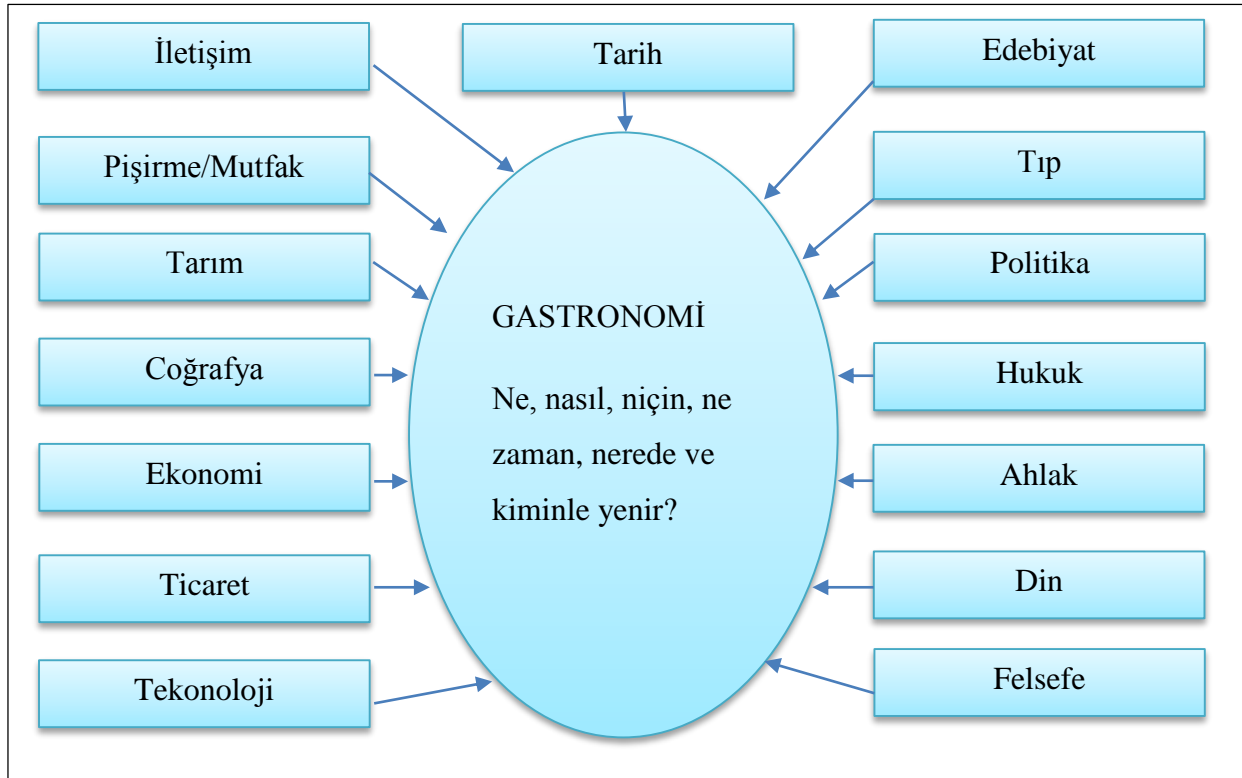 İletişim
Tarih
Edebiyat
Pişirme/Mutfak
Tıp
Tarım
Politika
GASTRONOMİ
Ne, nasıl, niçin, ne
zaman, nerede ve
kiminle yenir?
Coğrafya
Hukuk
Ekonomi
Ahlak
Ticaret
Din
Tekonoloji
Felsefe